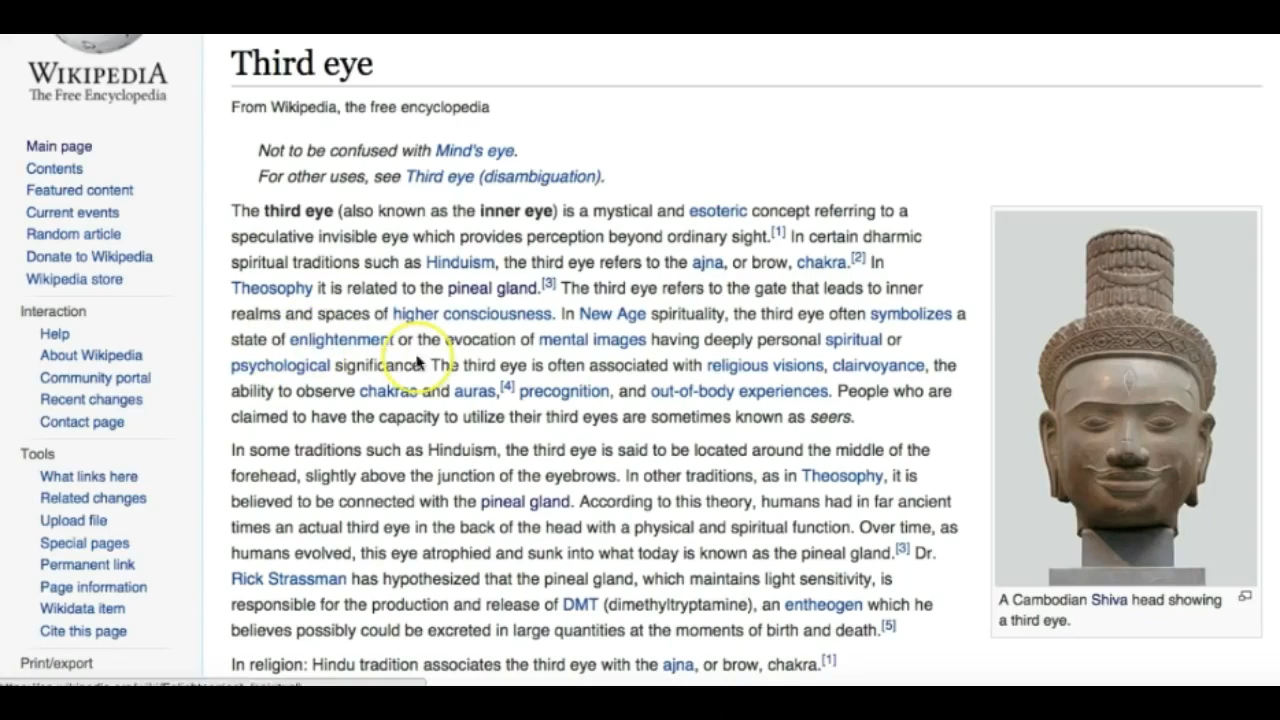 WIKIPEDIA
The Free Encyclopedia
Main page
Contents
Featured content
Current events
Random article
Donate to Wikipedia
Wikipedia store
Interaction
Help
About Wikipedia
Community portal
Recent changes
Contact page
Tools
What links here
Related changes
Upload file
Special pages
Permanent link
Page information
Wikidata item
Cite this page
Print/export
Third eye
From Wikipedia, the free encyclopedia
Not to be confused with Mind's eye.
For other uses, see Third eye (disambiguation).
The third eye (also known as the inner eye) is a mystical and esoteric concept referring to a
speculative invisible eye which provides perception beyond ordinary sight.[1] In certain dharmic
spiritual traditions such as Hinduism, the third eye refers to the ajna, or brow, chakra.[2] In
Theosophy it is related to the pineal gland.[3] The third eye refers to the gate that leads to inner
realms and spaces of higher consciousness. In New Age spirituality, the third eye often symbolizes a
state of enlightenment or the evocation of mental images having deeply personal spiritual or
psychological significance. The third eye is often associated with religious visions, clairvoyance, the
ability to observe chakras and auras,[4] precognition, and out-of-body experiences. People who are
claimed to have the capacity to utilize their third eyes are sometimes known as seers.
In some traditions such as Hinduism, the third eye is said to be located around the middle of the
forehead, slightly above the junction of the eyebrows. In other traditions, as in Theosophy, it is
believed to be connected with the pineal gland. According to this theory, humans had in far ancient
times an actual third eye in the back of the head with a physical and spiritual function. Over time, as
humans evolved, this eye atrophied and sunk into what today is known as the pineal gland.[3] Dr.
Rick Strassman has hypothesized that the pineal gland, which maintains light sensitivity, is
responsible for the production and release of DMT (dimethyltryptamine), an entheogen which he
believes possibly could be excreted in large quantities at the moments of birth and death.[5]
In religion: Hindu tradition associates the third eye with the ajna, or brow, chakra.[1]
A Cambodian Shiva head showing
a third eye.